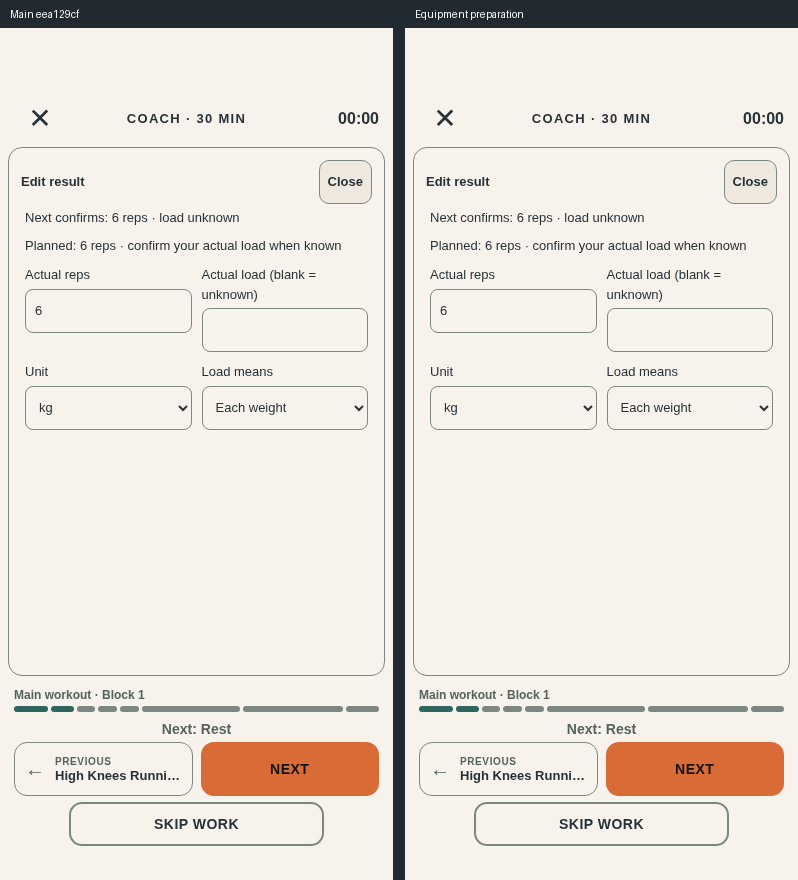 Main eea129cf
✕
COACH · 30 MIN
00:00
Edit result
Close
Next confirms: 6 reps · load unknown
Planned: 6 reps · confirm your actual load when known
Actual reps
Actual load (blank =
unknown)
6
Unit
Load means
kg
Each weight
Main workout · Block 1
Next: Rest
←
PREVIOUS
High Knees Runni…
NEXT
SKIP WORK
Equipment preparation
✕
COACH · 30 MIN
00:00
Edit result
Close
Next confirms: 6 reps · load unknown
Planned: 6 reps · confirm your actual load when known
Actual reps
Actual load (blank =
unknown)
6
Unit
Load means
kg
Each weight
Main workout · Block 1
Next: Rest
←
PREVIOUS
High Knees Runni…
NEXT
SKIP WORK